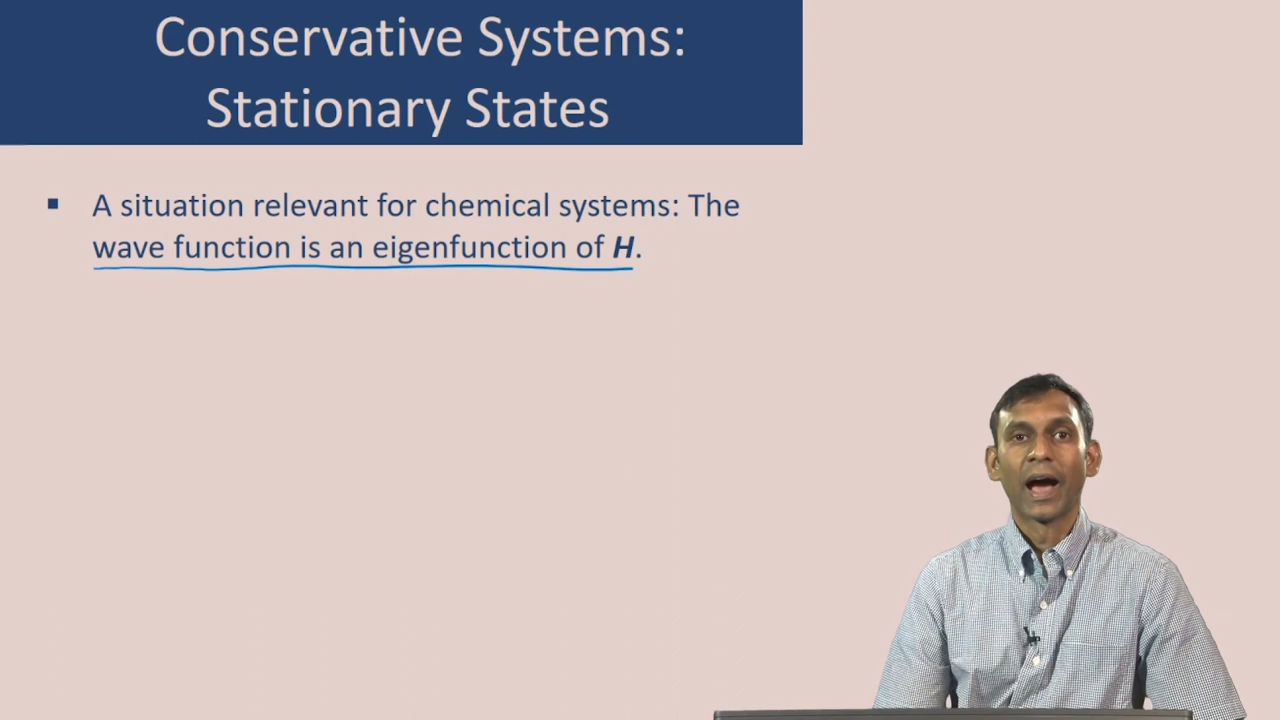 Conservative Systems:
Stationary States
▪ A situation relevant for chemical systems: The
wave function is an eigenfunction of H.